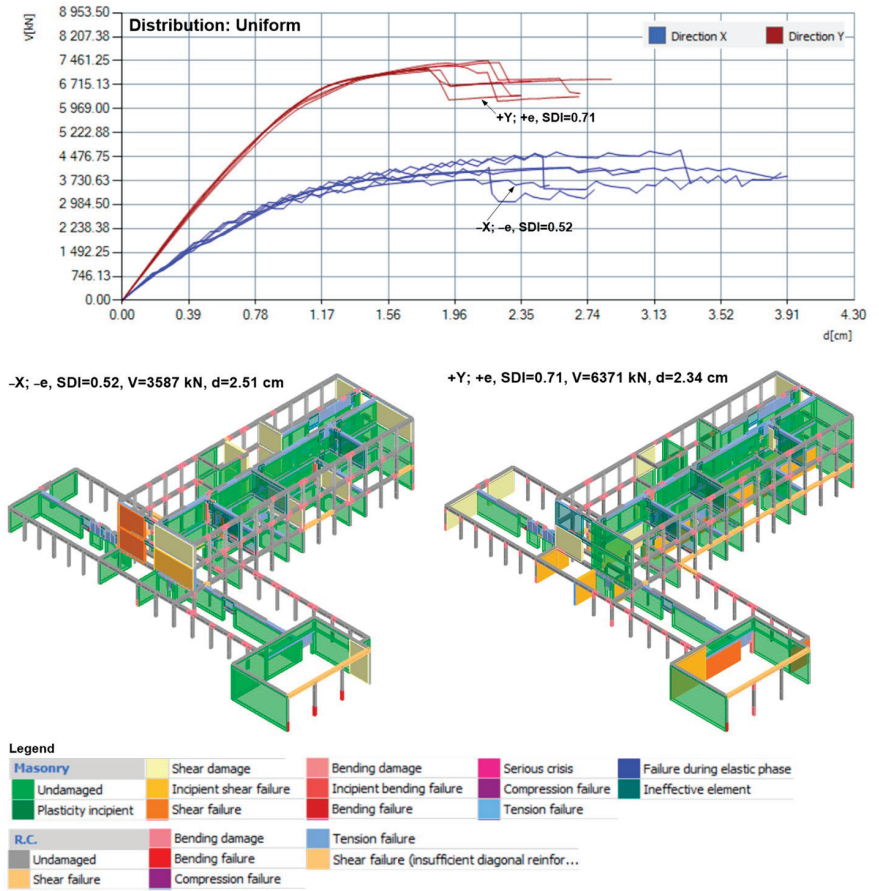 Distribution: Uniform
V[kN]
8 953.50
8 207.38
7 461.25
6 715.13
5 969.00
5 222.88
4 476.75
3 730.63
2 984.50
2 238.38
1 492.25
746.13
0.00
Direction X
Direction Y
+Y; +e, SDI=0.71
–X; –e, SDI=0.52
0.00 0.39 0.78 1.17 1.56 1.96 2.35 2.74 3.13 3.52 3.91 4.30
d[cm]
–X; –e, SDI=0.52, V=3587 kN, d=2.51 cm
+Y; +e, SDI=0.71, V=6371 kN, d=2.34 cm
Legend
Masonry
Undamaged
Plasticity incipient
Shear damage
Incipient shear failure
Shear failure
Bending damage
Incipient bending failure
Bending failure
Serious crisis
Compression failure
Tension failure
Failure during elastic phase
Ineffective element
R.C.
Undamaged
Shear failure
Bending damage
Bending failure
Compression failure
Tension failure
Shear failure (insufficient diagonal reinfor...